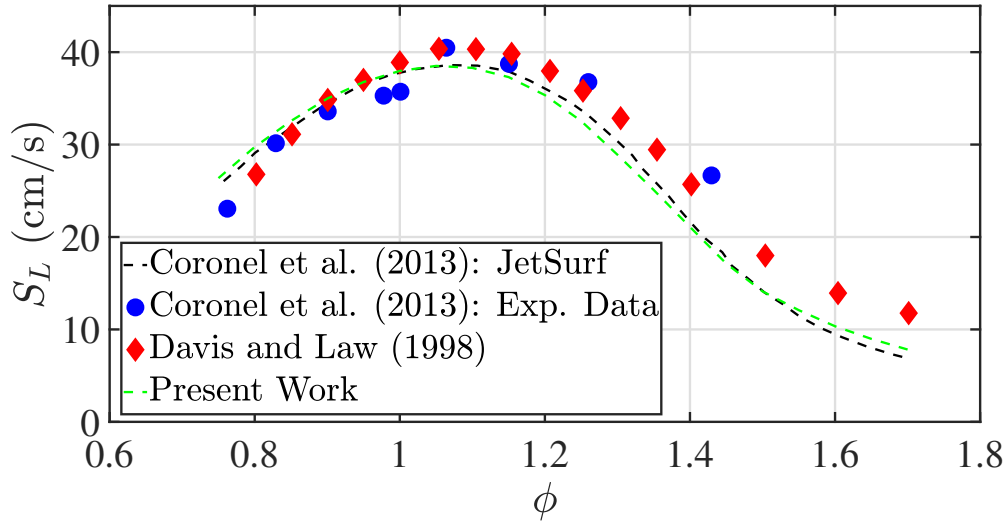 40
30
20
10
0
S_L (cm/s)
Coronel et al. (2013): JetSurf
Coronel et al. (2013): Exp. Data
Davis and Law (1998)
Present Work
0.6 0.8 1 1.2 1.4 1.6 1.8
ϕ